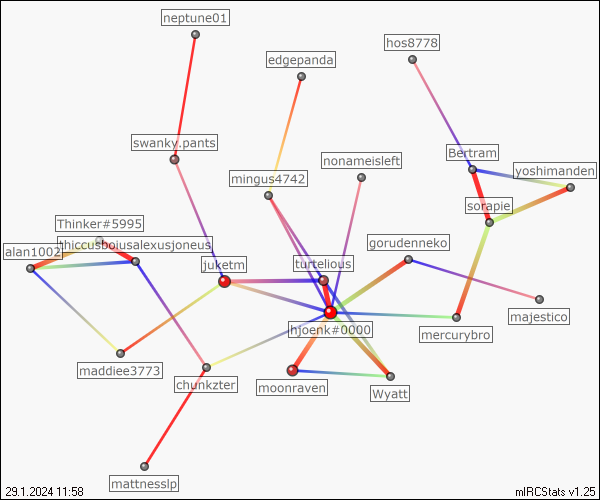 neptune01
hos8778
edgepanda
swanky.pants
Bertram
nonameisleft
yoshimanden
mingus4742
sorapie
Thinker#5995
thiccusboiusalexusjoneus
gorudenneko
alan1002
juketm
turtelious
majestico
hjoenk#0000
mercurybro
maddiee3773
chunkzter
moonraven
Wyatt
mattnesslp
29.1.2024 11:58
mIRCStats v1.25